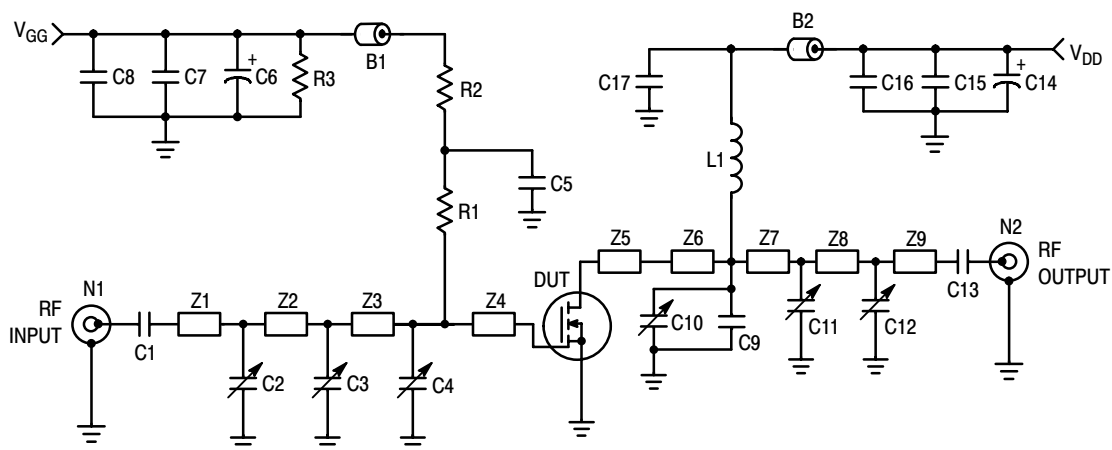 VGG
C8
C7
+
C6
R3
B1
R2
C5
R1
B2
C17
C16
C15
+
C14
VDD
L1
N1
RF
INPUT
C1
Z1
Z2
Z3
Z4
C2
C3
C4
DUT
Z5
Z6
Z7
Z8
Z9
C10
C9
C11
C12
C13
N2
RF
OUTPUT